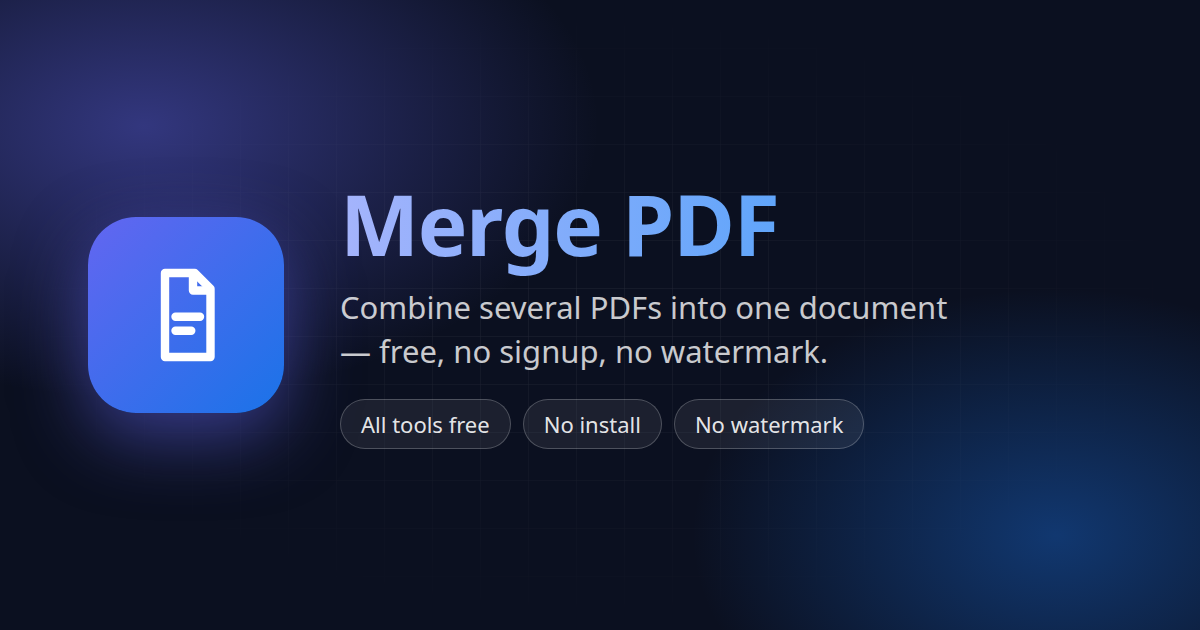 Merge PDF
Combine several PDFs into one document
— free, no signup, no watermark.
All tools free
No install
No watermark